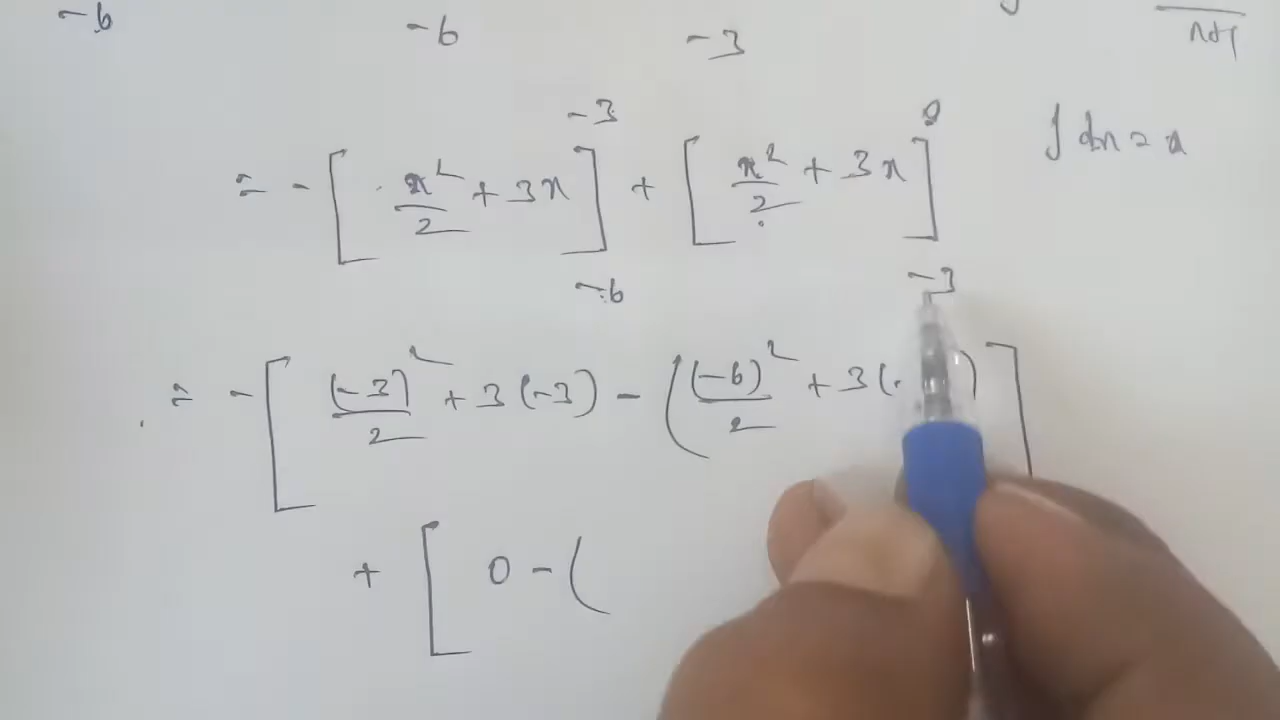 -6 -6 -3
n+1
-3 0
= - [ x²/2 + 3x ] + [ x²/2 + 3x ] ∫ dx = x
-6 -3
= - [ (-3)²/2 + 3(-3) - ( (-6)²/2 + 3(- ) ]
+ [ 0 - (